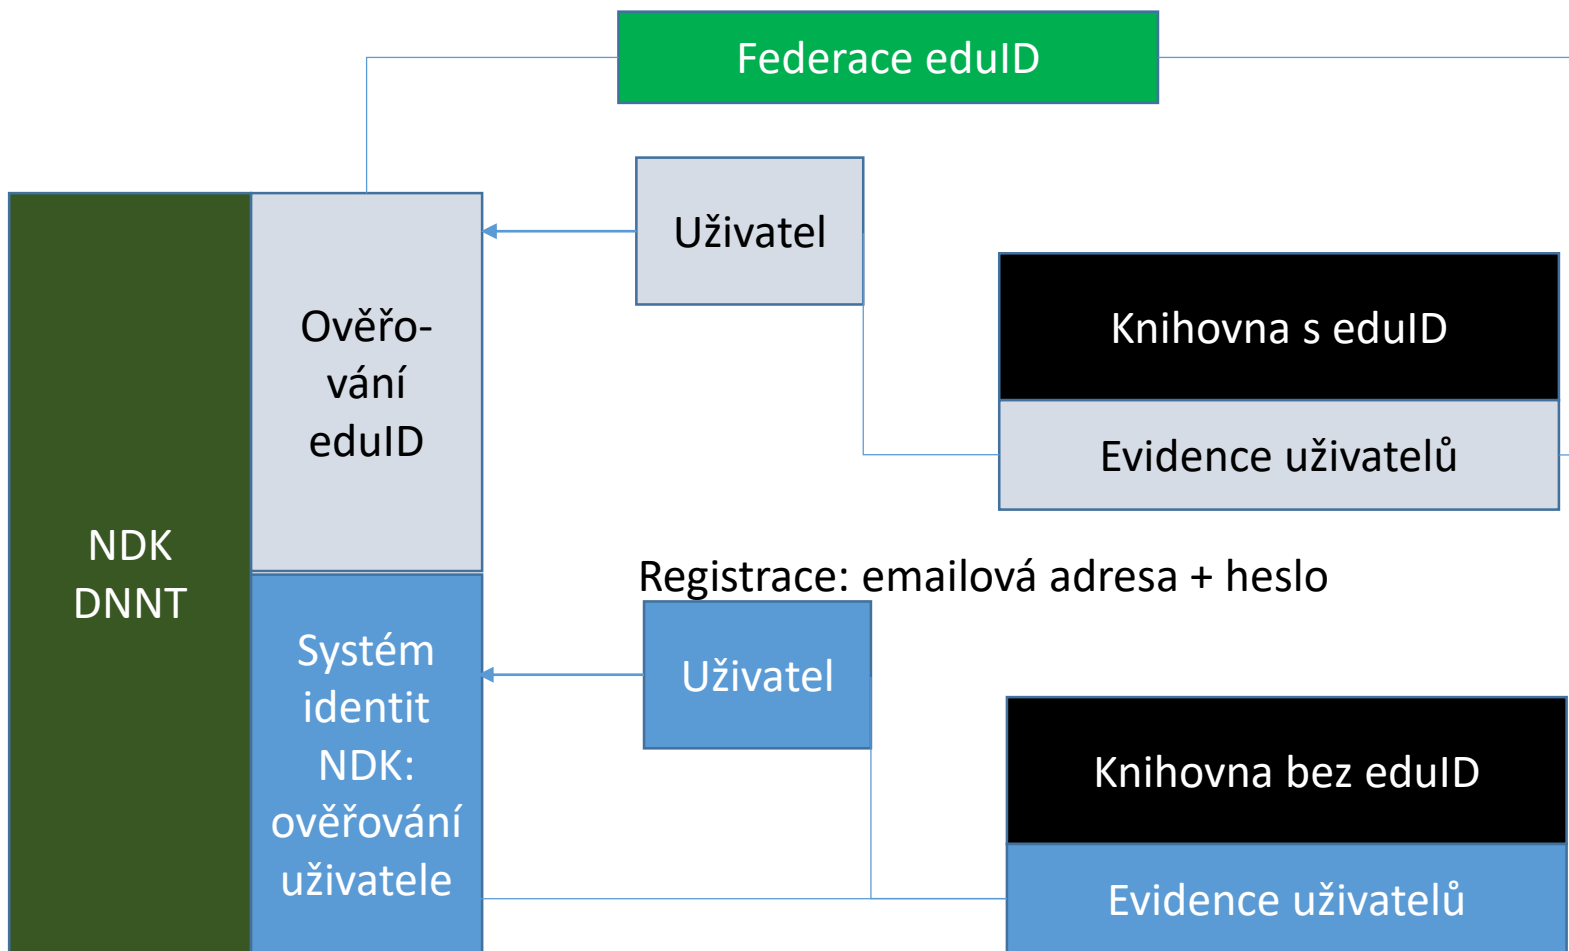 Federace eduID
Uživatel
Ověřo-
vání
eduID
Knihovna s eduID
Evidence uživatelů
NDK
DNNT
Registrace: emailová adresa + heslo
Systém
identit
NDK:
ověřování
uživatele
Uživatel
Knihovna bez eduID
Evidence uživatelů